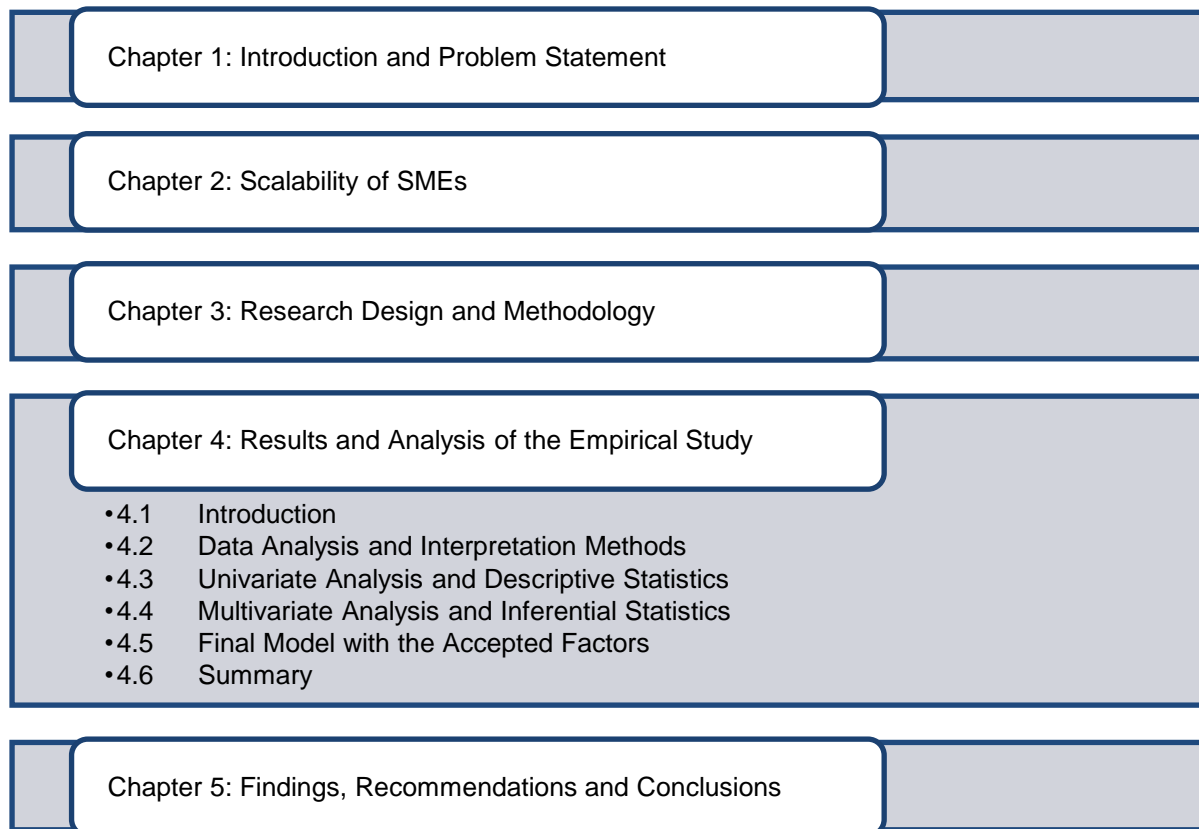 Chapter 1: Introduction and Problem Statement
Chapter 2: Scalability of SMEs
Chapter 3: Research Design and Methodology
Chapter 4: Results and Analysis of the Empirical Study
•4.1 Introduction
•4.2 Data Analysis and Interpretation Methods
•4.3 Univariate Analysis and Descriptive Statistics
•4.4 Multivariate Analysis and Inferential Statistics
•4.5 Final Model with the Accepted Factors
•4.6 Summary
Chapter 5: Findings, Recommendations and Conclusions